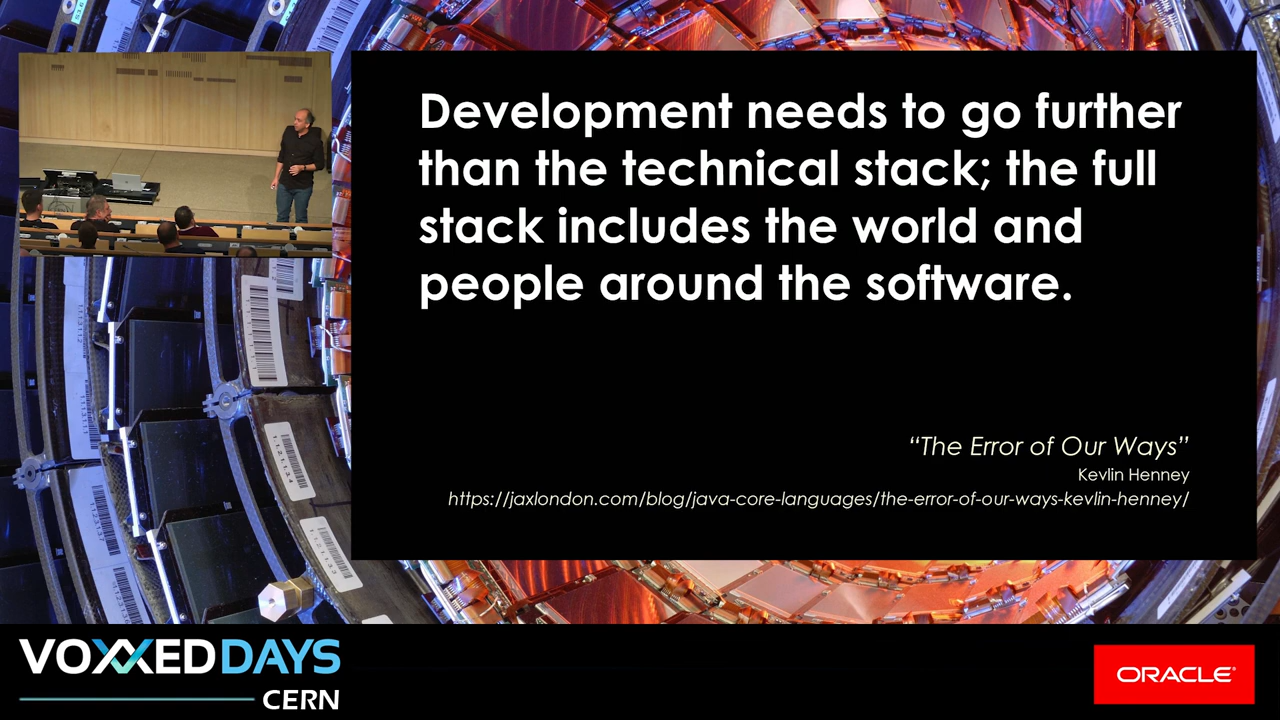 Development needs to go further
than the technical stack; the full
stack includes the world and
people around the software.
“The Error of Our Ways”
Kevlin Henney
https://jaxlondon.com/blog/java-core-languages/the-error-of-our-ways-kevlin-henney/
VOXXED DAYS
CERN
ORACLE